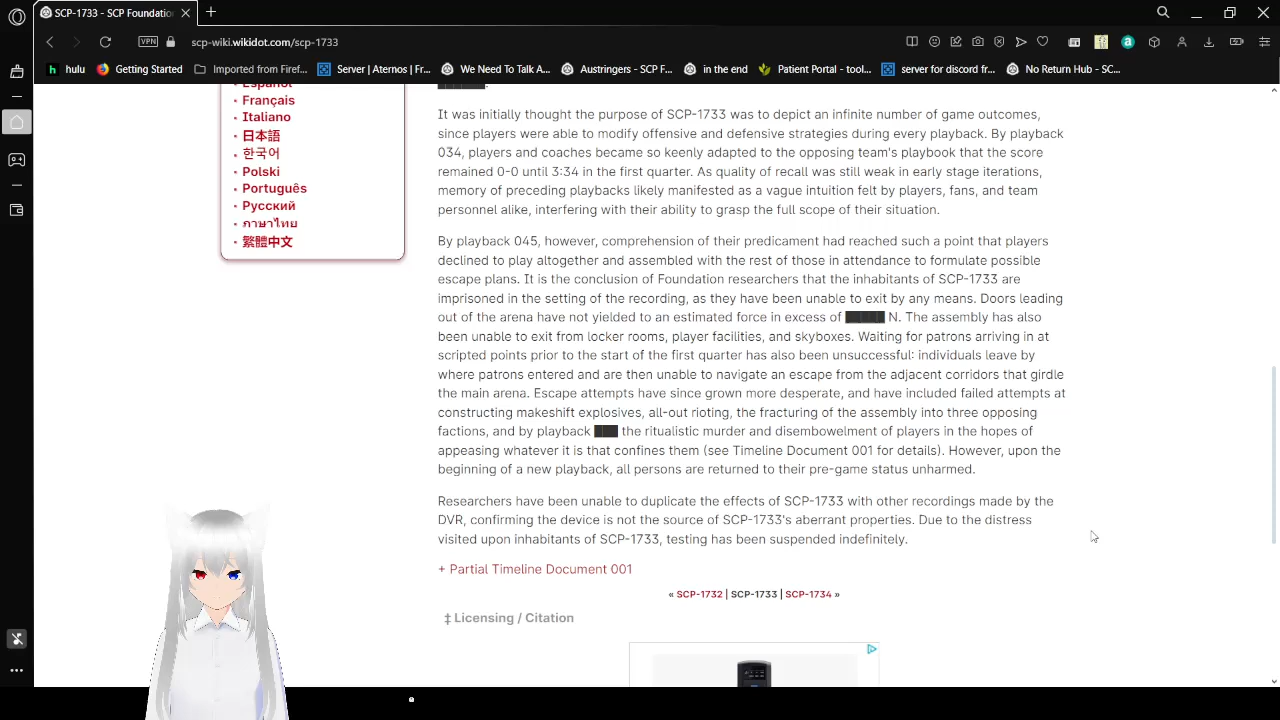 SCP-1733 - SCP Foundation
scp-wiki.wikidot.com/scp-1733
VPN
hulu
Getting Started
Imported from Firef...
Server | Aternos | Fr...
We Need To Talk A...
Austringers - SCP F...
in the end
Patient Portal - tool...
server for discord fr...
No Return Hub - SC...
Español
Français
Italiano
日本語
한국어
Polski
Português
Русский
ภาษาไทย
繁體中文
It was initially thought the purpose of SCP-1733 was to depict an infinite number of game outcomes,
since players were able to modify offensive and defensive strategies during every playback. By playback
034, players and coaches became so keenly adapted to the opposing team's playbook that the score
remained 0-0 until 3:34 in the first quarter. As quality of recall was still weak in early stage iterations,
memory of preceding playbacks likely manifested as a vague intuition felt by players, fans, and team
personnel alike, interfering with their ability to grasp the full scope of their situation.
By playback 045, however, comprehension of their predicament had reached such a point that players
declined to play altogether and assembled with the rest of those in attendance to formulate possible
escape plans. It is the conclusion of Foundation researchers that the inhabitants of SCP-1733 are
imprisoned in the setting of the recording, as they have been unable to exit by any means. Doors leading
out of the arena have not yielded to an estimated force in excess of █████ N. The assembly has also
been unable to exit from locker rooms, player facilities, and skyboxes. Waiting for patrons arriving in at
scripted points prior to the start of the first quarter has also been unsuccessful: individuals leave by
where patrons entered and are then unable to navigate an escape from the adjacent corridors that girdle
the main arena. Escape attempts have since grown more desperate, and have included failed attempts at
constructing makeshift explosives, all-out rioting, the fracturing of the assembly into three opposing
factions, and by playback ███ the ritualistic murder and disembowelment of players in the hopes of
appeasing whatever it is that confines them (see Timeline Document 001 for details). However, upon the
beginning of a new playback, all persons are returned to their pre-game status unharmed.
Researchers have been unable to duplicate the effects of SCP-1733 with other recordings made by the
DVR, confirming the device is not the source of SCP-1733's aberrant properties. Due to the distress
visited upon inhabitants of SCP-1733, testing has been suspended indefinitely.
+ Partial Timeline Document 001
« SCP-1732 | SCP-1733 | SCP-1734 »
‡ Licensing / Citation